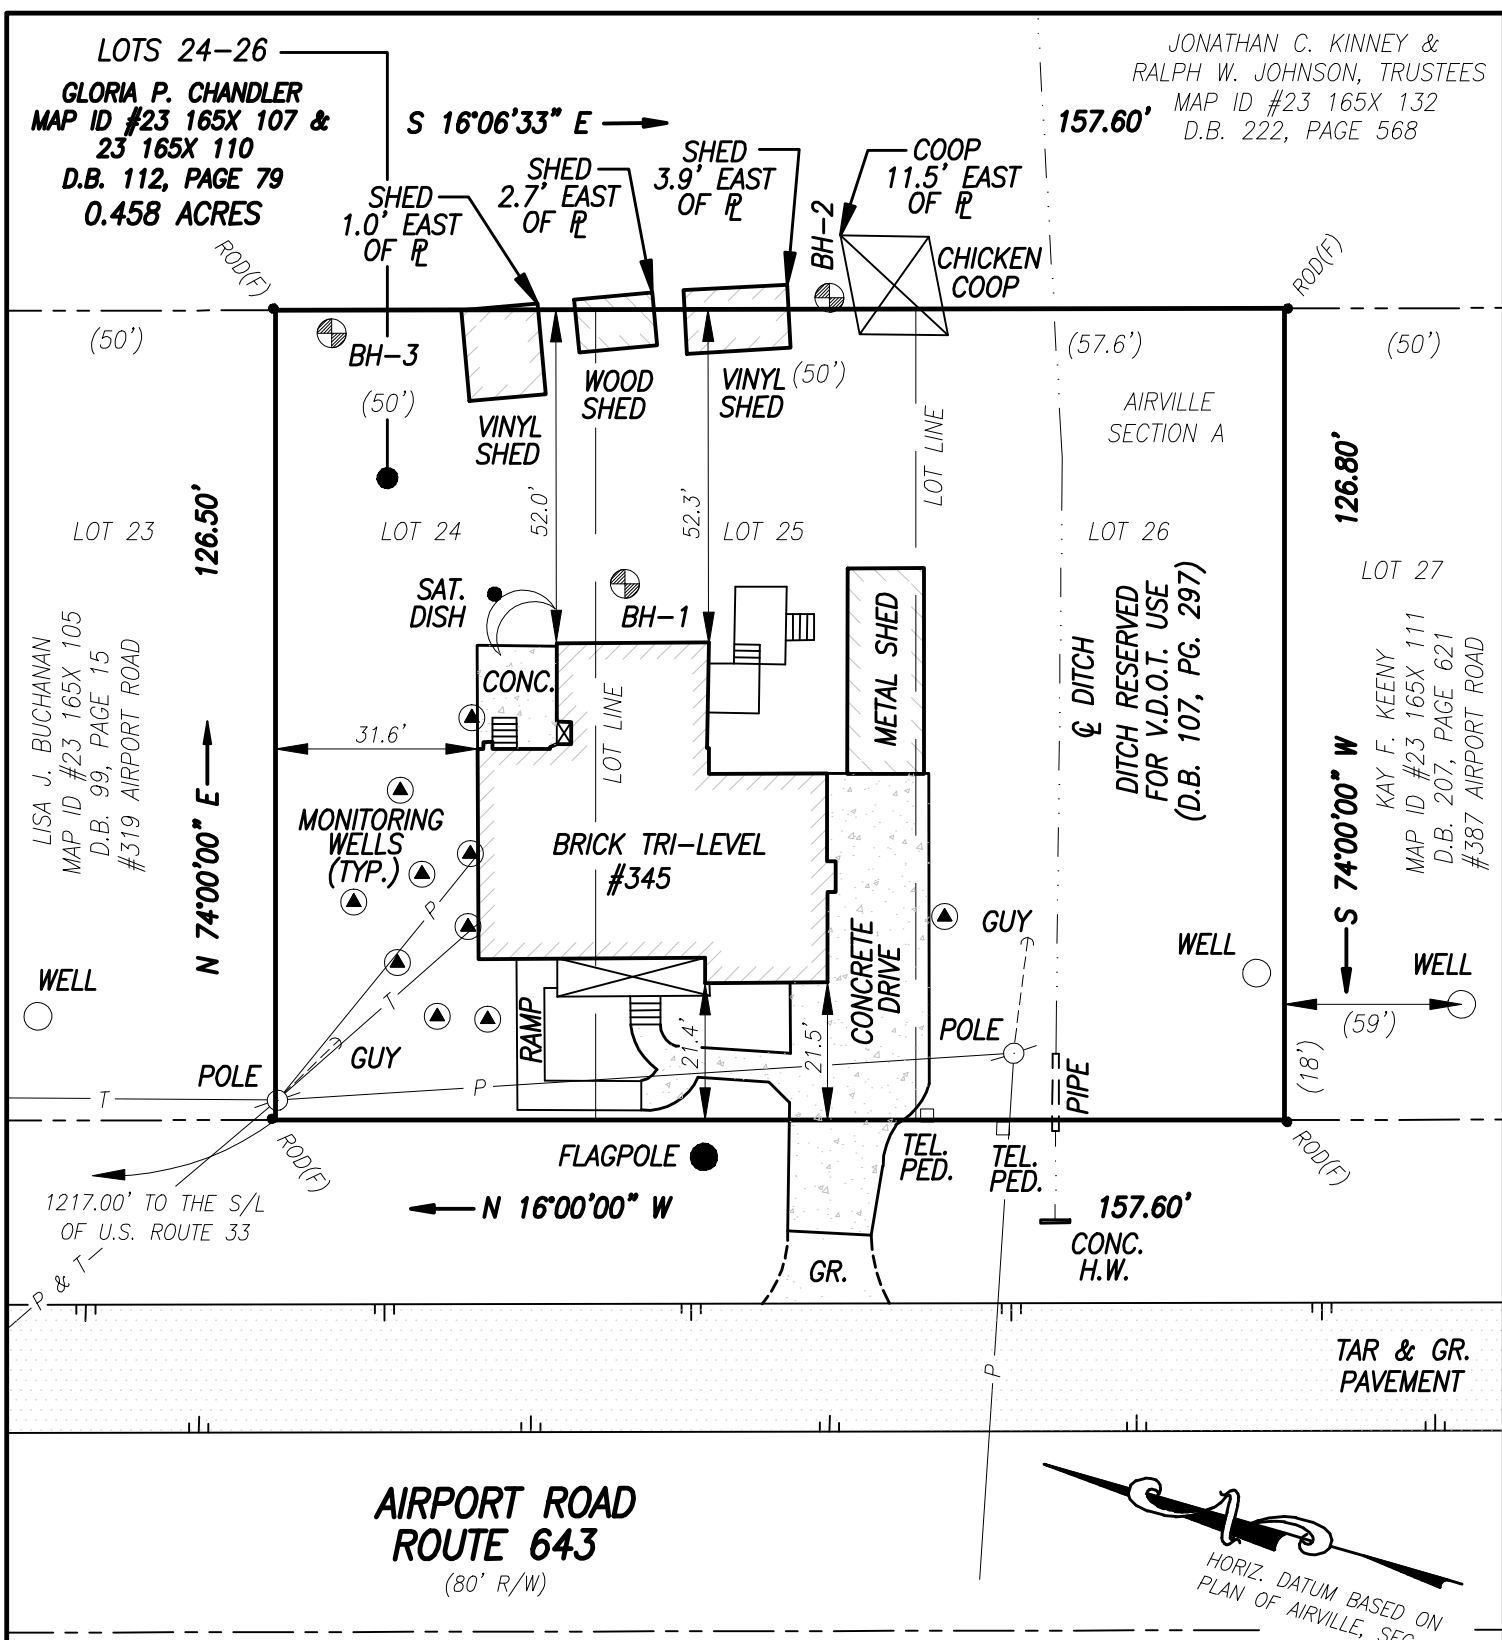 LOTS 24-26
GLORIA P. CHANDLER
MAP ID #23 165X 107 &
23 165X 110
D.B. 112, PAGE 79
0.458 ACRES
JONATHAN C. KINNEY &
RALPH W. JOHNSON, TRUSTEES
MAP ID #23 165X 132
D.B. 222, PAGE 568
S 16°06'33" E
157.60'
SHED
1.0' EAST
OF ℄
SHED
2.7' EAST
OF ℄
SHED
3.9' EAST
OF ℄
COOP
11.5' EAST
OF ℄
BH-2
CHICKEN
COOP
ROD(F)
ROD(F)
(50')
BH-3
(50')
VINYL
SHED
WOOD
SHED
VINYL
SHED
(50')
(57.6')
(50')
AIRVILLE
SECTION A
LOT LINE
126.50'
52.0'
52.3'
126.80'
LOT 23
LOT 24
LOT 25
LOT 26
LOT 27
SAT.
DISH
BH-1
CONC.
METAL SHED
℄ DITCH
DITCH RESERVED
FOR V.D.O.T. USE
(D.B. 107, PG. 297)
LISA J. BUCHANAN
MAP ID #23 165X 105
D.B. 99, PAGE 15
#319 AIRPORT ROAD
KAY F. KEENY
MAP ID #23 165X 111
D.B. 207, PAGE 621
#387 AIRPORT ROAD
31.6'
LOT LINE
N 74°00'00" E
S 74°00'00" W
MONITORING
WELLS
(TYP.)
BRICK TRI-LEVEL
#345
P
T
CONCRETE
DRIVE
GUY
WELL
WELL
WELL
(59')
(18')
RAMP
21.4'
21.5'
POLE
GUY
POLE
PIPE
T
P
ROD(F)
FLAGPOLE
TEL.
PED.
TEL.
PED.
ROD(F)
1217.00' TO THE S/L
OF U.S. ROUTE 33
N 16°00'00" W
157.60'
CONC.
H.W.
GR.
P & T
P
TAR & GR.
PAVEMENT
AIRPORT ROAD
ROUTE 643
(80' R/W)
N
HORIZ. DATUM BASED ON
PLAN OF AIRVILLE, SEC